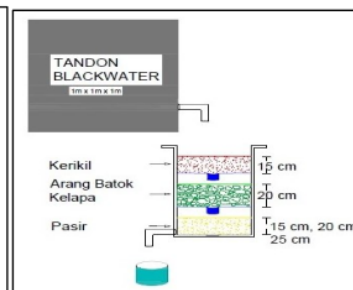 TANDON
BLACKWATER
1m x 1m x 1m
Kerikil
15 cm
Arang Batok
Kelapa
20 cm
Pasir
15 cm, 20 cm
25 cm